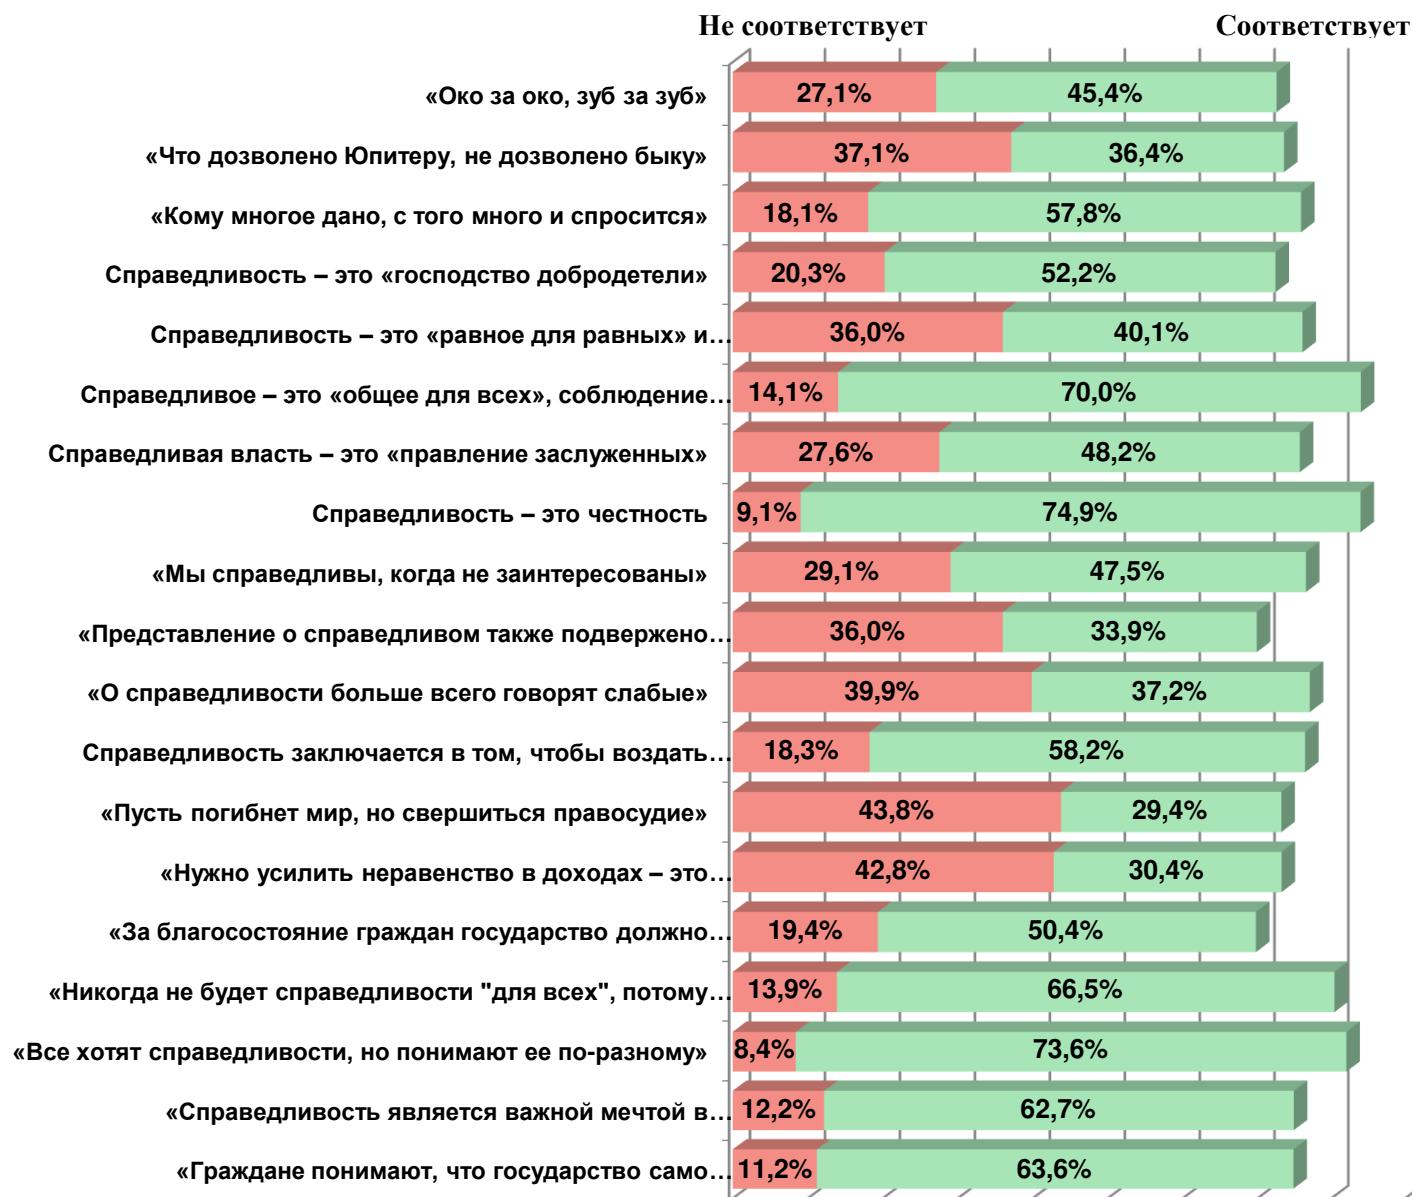 Не соответствует Соответствует
«Око за око, зуб за зуб» 27,1% 45,4%
«Что дозволено Юпитеру, не дозволено быку» 37,1% 36,4%
«Кому многое дано, с того много и спросится» 18,1% 57,8%
Справедливость – это «господство добродетели» 20,3% 52,2%
Справедливость – это «равное для равных» и… 36,0% 40,1%
Справедливое – это «общее для всех», соблюдение… 14,1% 70,0%
Справедливая власть – это «правление заслуженных» 27,6% 48,2%
Справедливость – это честность 9,1% 74,9%
«Мы справедливы, когда не заинтересованы» 29,1% 47,5%
«Представление о справедливом также подвержено… 36,0% 33,9%
«О справедливости больше всего говорят слабые» 39,9% 37,2%
Справедливость заключается в том, чтобы воздать… 18,3% 58,2%
«Пусть погибнет мир, но свершиться правосудие» 43,8% 29,4%
«Нужно усилить неравенство в доходах – это… 42,8% 30,4%
«За благосостояние граждан государство должно… 19,4% 50,4%
«Никогда не будет справедливости "для всех", потому… 13,9% 66,5%
«Все хотят справедливости, но понимают ее по-разному» 8,4% 73,6%
«Справедливость является важной мечтой в… 12,2% 62,7%
«Граждане понимают, что государство само… 11,2% 63,6%